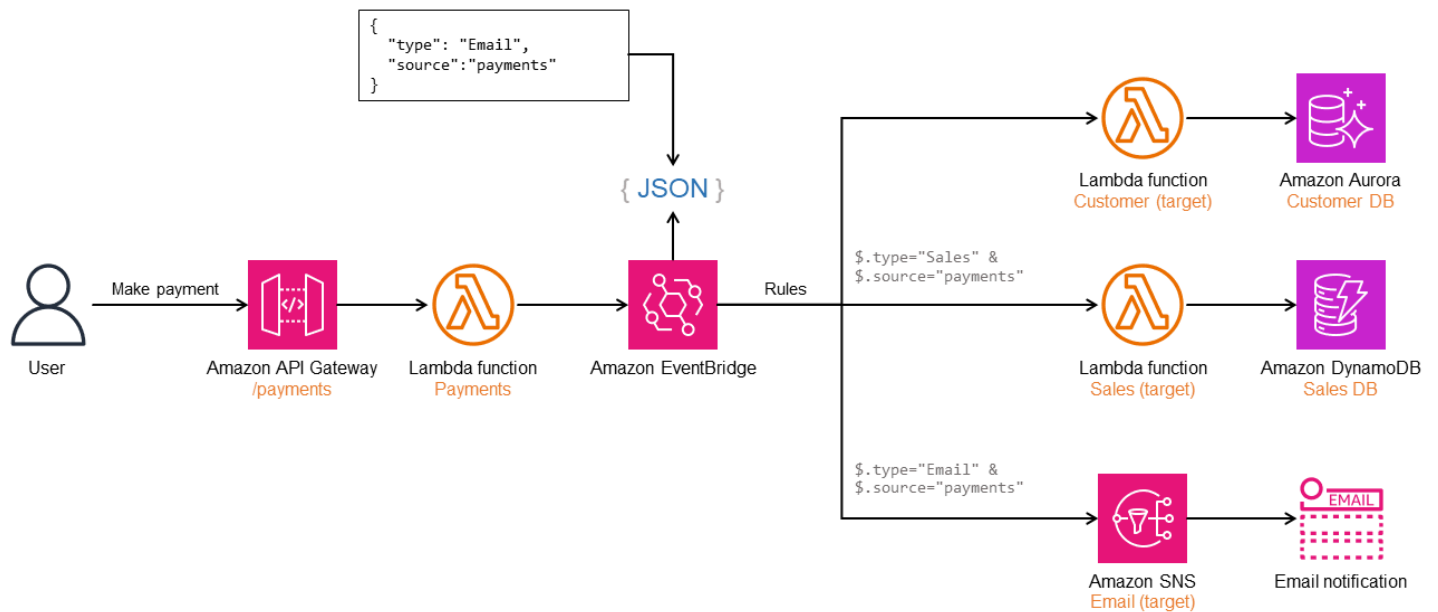 {
  "type": "Email",
  "source":"payments"
}
{ JSON }
Lambda function
Customer (target)
Amazon Aurora
Customer DB
$.type="Sales" &
$.source="payments"
Make payment
Rules
</>
User
Amazon API Gateway
/payments
Lambda function
Payments
Amazon EventBridge
Lambda function
Sales (target)
Amazon DynamoDB
Sales DB
$.type="Email" &
$.source="payments"
EMAIL
Amazon SNS
Email (target)
Email notification